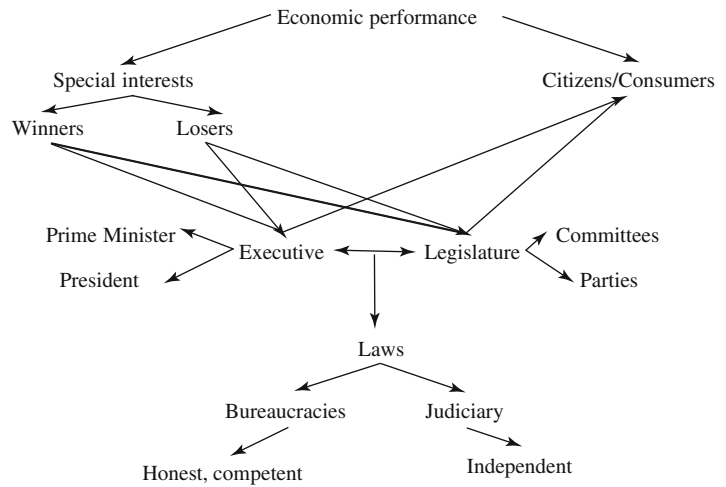 Economic performance
Special interests
Citizens/Consumers
Winners
Losers
Prime Minister
Executive
Legislature
Committees
President
Parties
Laws
Bureaucracies
Judiciary
Honest, competent
Independent